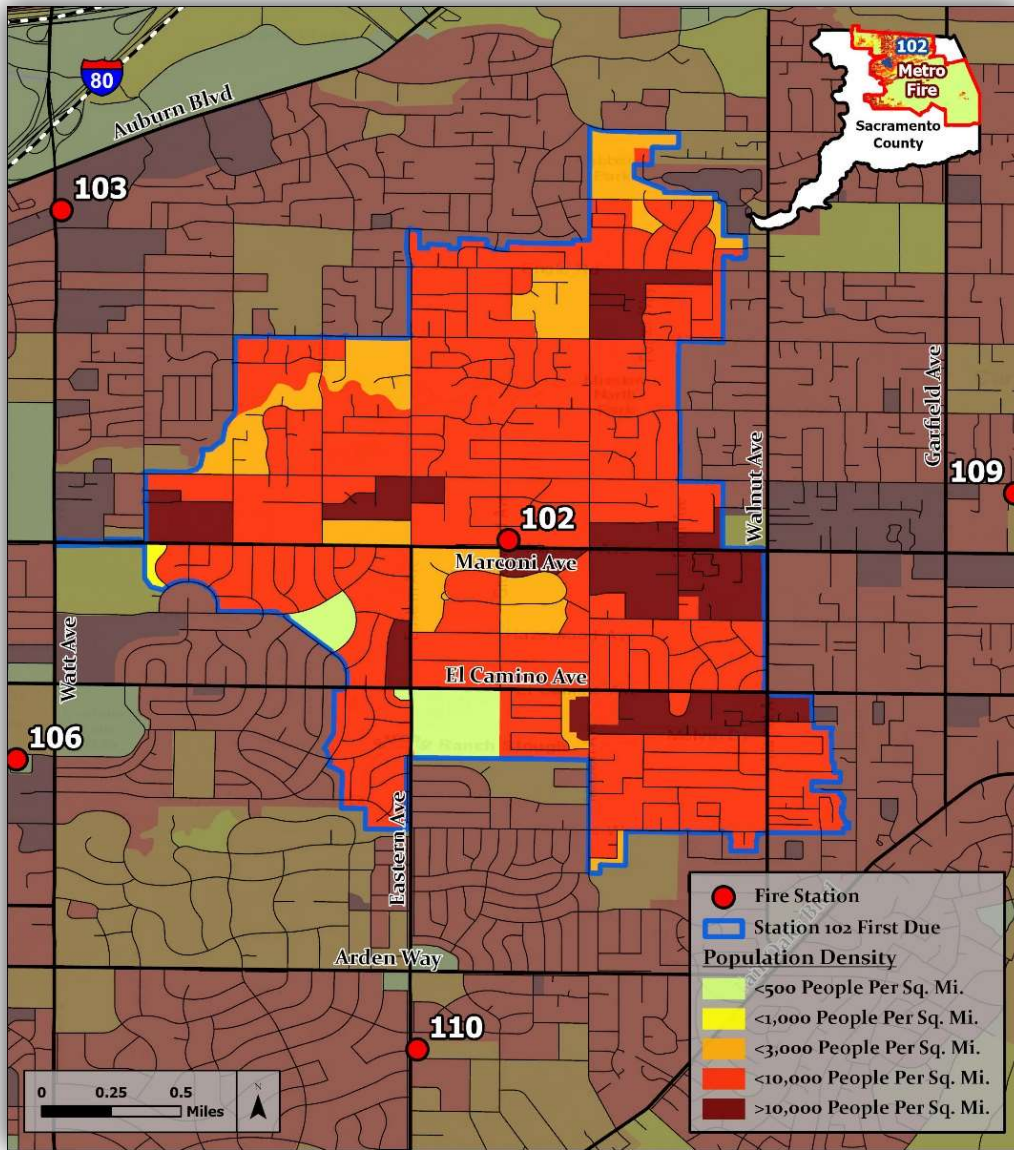 80
Auburn Blvd
102
Metro
Fire
Sacramento
County
103
Garfield Ave
109
Walnut Ave
102
Marconi Ave
Watt Ave
El Camino Ave
106
Eastern Ave
Arden Way
110
Fire Station
Station 102 First Due
Population Density
<500 People Per Sq. Mi.
<1,000 People Per Sq. Mi.
<3,000 People Per Sq. Mi.
<10,000 People Per Sq. Mi.
>10,000 People Per Sq. Mi.
0 0.25 0.5
Miles
N